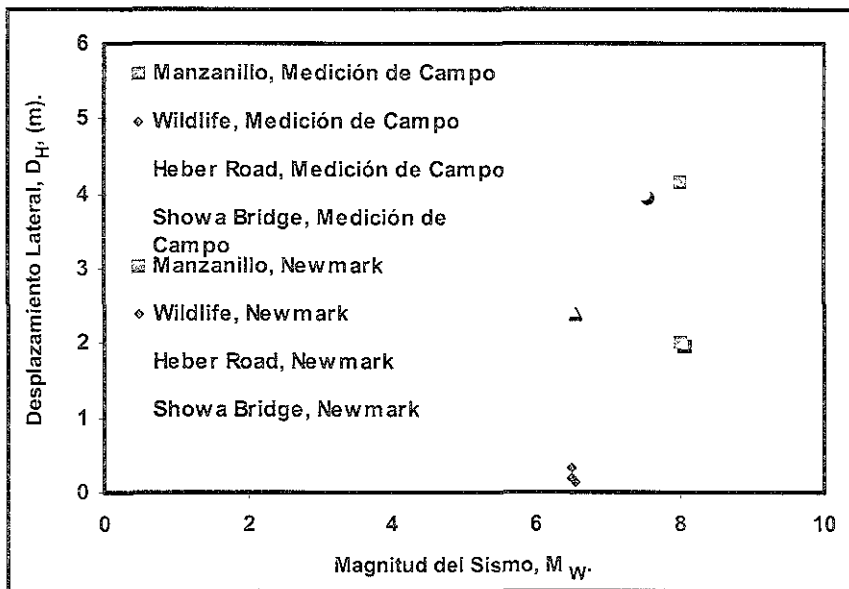 6
5
4
3
2
1
0
Desplazamiento Lateral, D_H, (m).
Manzanillo, Medición de Campo
Wildlife, Medición de Campo
Heber Road, Medición de Campo
Showa Bridge, Medición de
Campo
Manzanillo, Newmark
Wildlife, Newmark
Heber Road, Newmark
Showa Bridge, Newmark
0 2 4 6 8 10
Magnitud del Sismo, M_W.